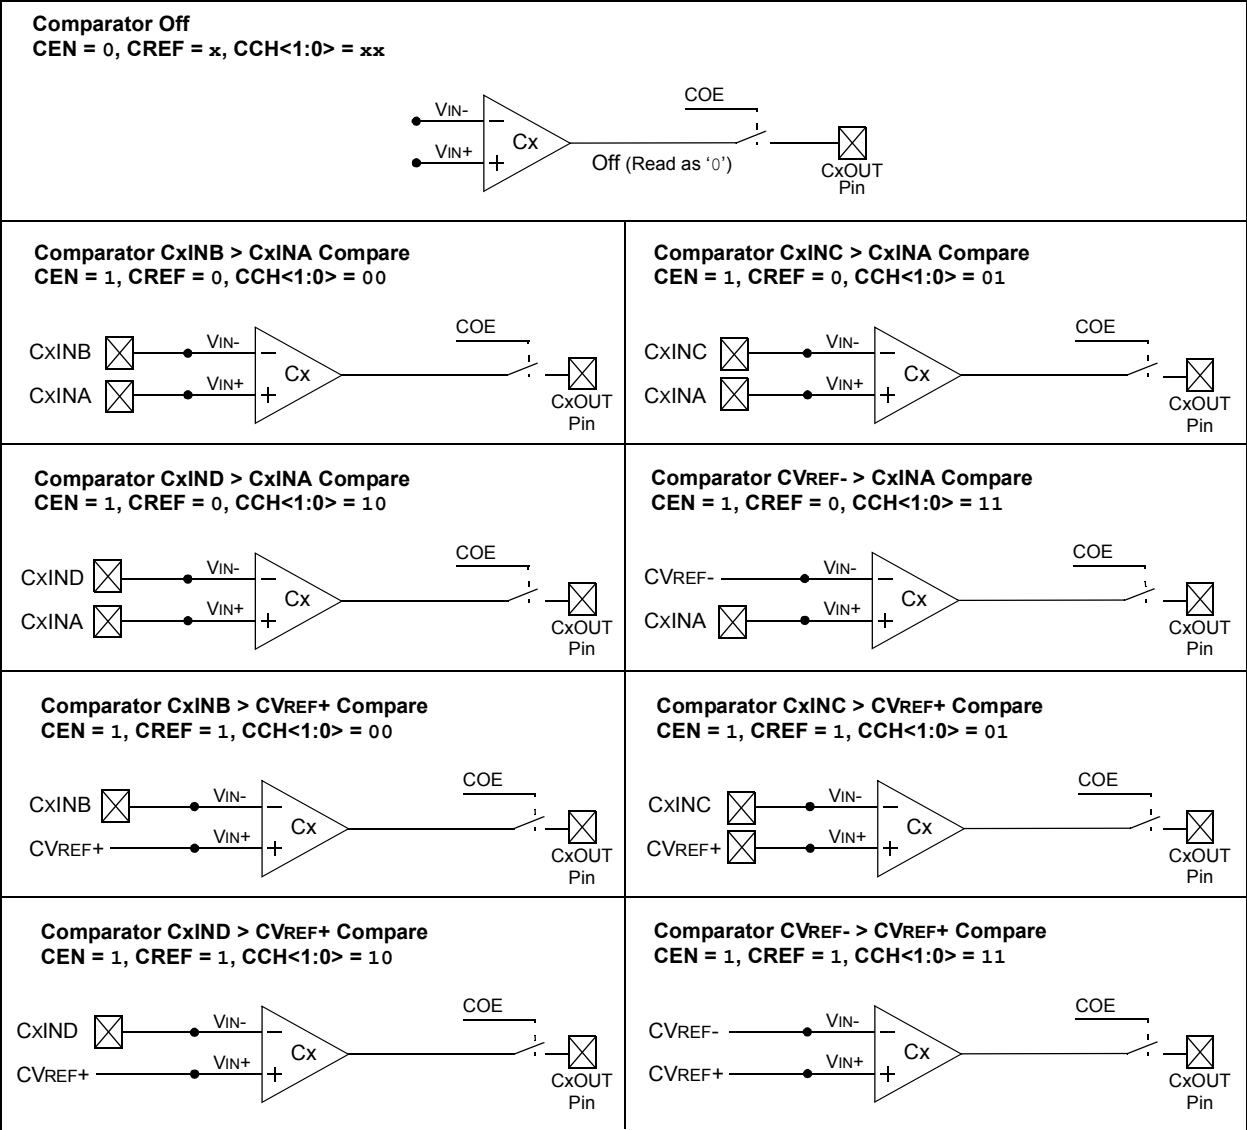 Comparator Off
CEN = 0, CREF = x, CCH<1:0> = xx
COE
VIN-
Cx
VIN+
Off (Read as ‘0’)
CxOUT
Pin
Comparator CxINB > CxINA Compare
CEN = 1, CREF = 0, CCH<1:0> = 00
COE
CxINB
VIN-
Cx
CxINA
VIN+
CxOUT
Pin
Comparator CxINC > CxINA Compare
CEN = 1, CREF = 0, CCH<1:0> = 01
COE
CxINC
VIN-
Cx
CxINA
VIN+
CxOUT
Pin
Comparator CxIND > CxINA Compare
CEN = 1, CREF = 0, CCH<1:0> = 10
COE
CxIND
VIN-
Cx
CxINA
VIN+
CxOUT
Pin
Comparator CVREF- > CxINA Compare
CEN = 1, CREF = 0, CCH<1:0> = 11
COE
CVREF-
VIN-
Cx
CxINA
VIN+
CxOUT
Pin
Comparator CxINB > CVREF+ Compare
CEN = 1, CREF = 1, CCH<1:0> = 00
COE
CxINB
VIN-
Cx
CVREF+
VIN+
CxOUT
Pin
Comparator CxINC > CVREF+ Compare
CEN = 1, CREF = 1, CCH<1:0> = 01
COE
CxINC
VIN-
Cx
CVREF+
VIN+
CxOUT
Pin
Comparator CxIND > CVREF+ Compare
CEN = 1, CREF = 1, CCH<1:0> = 10
COE
CxIND
VIN-
Cx
CVREF+
VIN+
CxOUT
Pin
Comparator CVREF- > CVREF+ Compare
CEN = 1, CREF = 1, CCH<1:0> = 11
COE
CVREF-
VIN-
Cx
CVREF+
VIN+
CxOUT
Pin